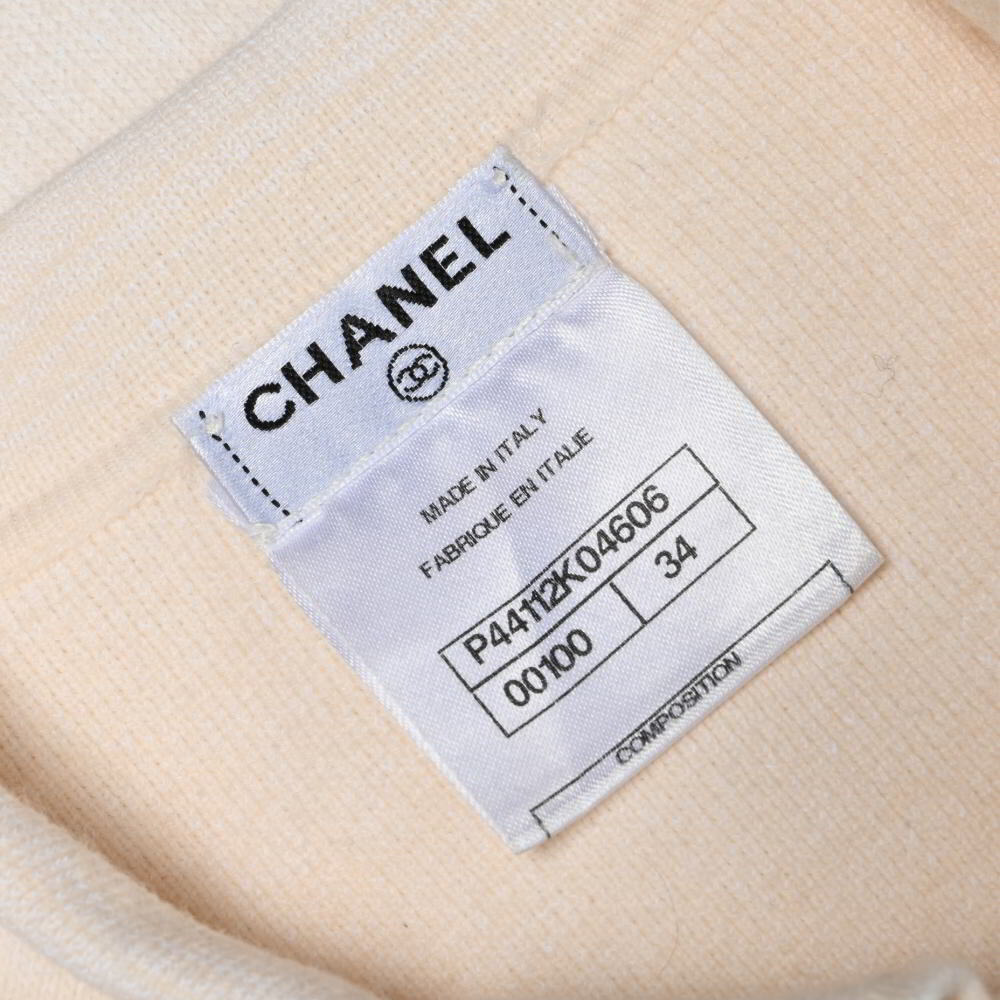 CHANEL
MADE IN ITALY
FABRIQUE EN ITALIE
P44112K04606
00100 34
COMPOSITION